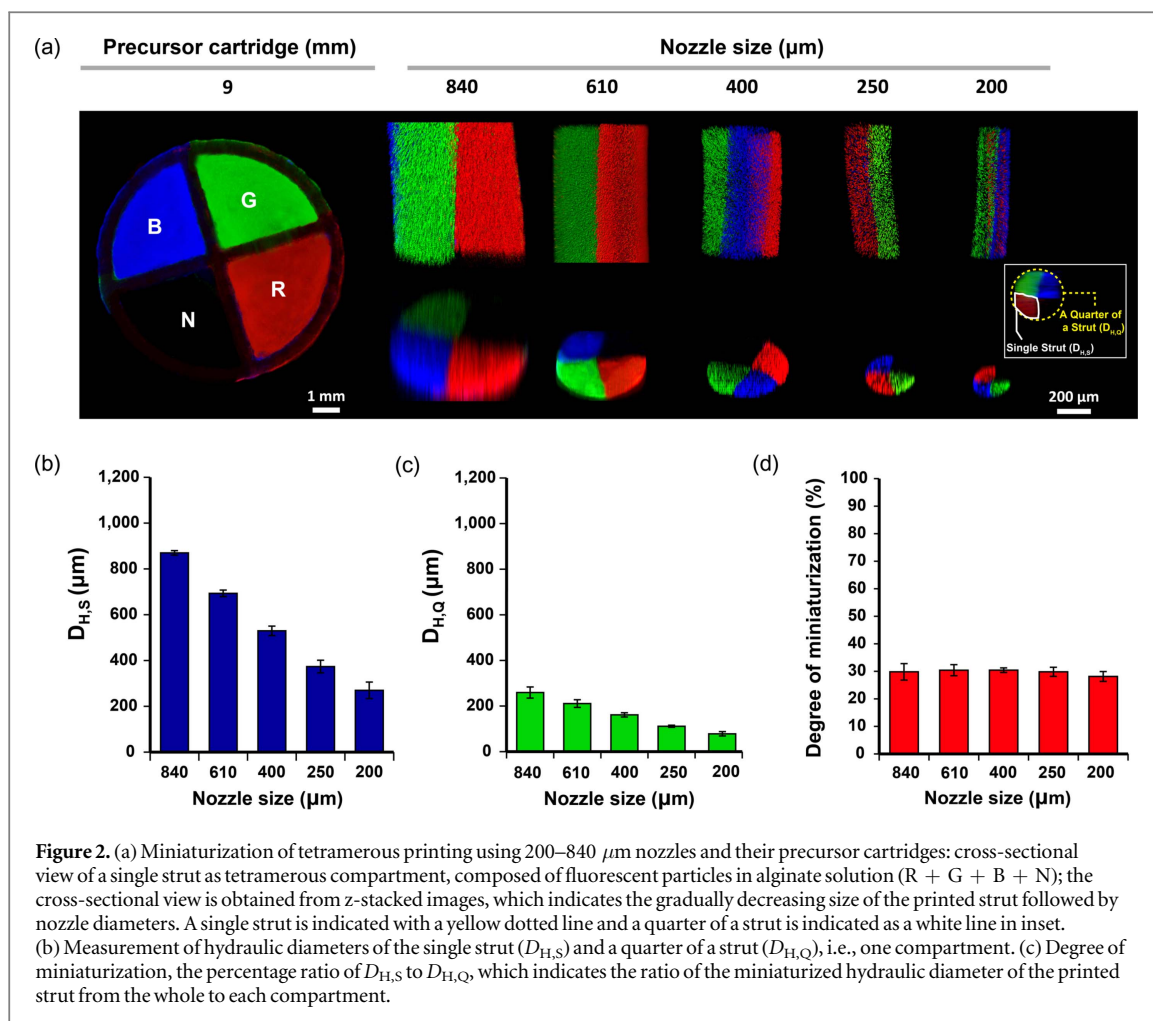 (a)
Precursor cartridge (mm)
Nozzle size (µm)
9
840 610 400 250 200
B
G
N
R
1 mm
A Quarter of
a Strut (D_H,Q)
Single Strut (D_H,S)
200 µm
(b)
1,200
1,000
800
600
400
200
0
D_H,S (µm)
840 610 400 250 200
Nozzle size (µm)
(c)
1,200
1,000
800
600
400
200
0
D_H,Q (µm)
840 610 400 250 200
Nozzle size (µm)
(d)
100
90
80
70
60
50
40
30
20
10
0
Degree of miniaturization (%)
840 610 400 250 200
Nozzle size (µm)
Figure 2. (a) Miniaturization of tetramerous printing using 200–840 µm nozzles and their precursor cartridges: cross-sectional
view of a single strut as tetramerous compartment, composed of fluorescent particles in alginate solution (R + G + B + N); the
cross-sectional view is obtained from z-stacked images, which indicates the gradually decreasing size of the printed strut followed by
nozzle diameters. A single strut is indicated with a yellow dotted line and a quarter of a strut is indicated as a white line in inset.
(b) Measurement of hydraulic diameters of the single strut (D_H,S) and a quarter of a strut (D_H,Q), i.e., one compartment. (c) Degree of
miniaturization, the percentage ratio of D_H,S to D_H,Q, which indicates the ratio of the miniaturized hydraulic diameter of the printed
strut from the whole to each compartment.